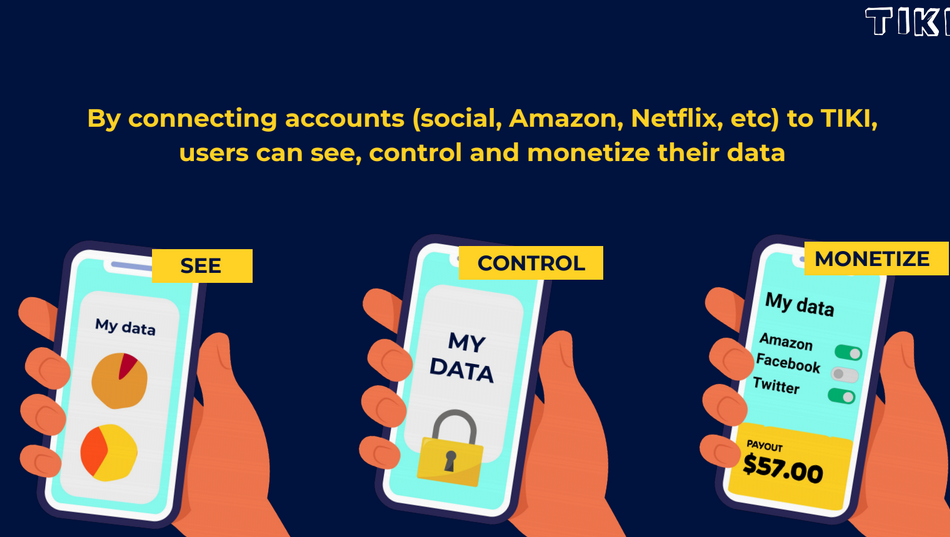 TIKI
By connecting accounts (social, Amazon, Netflix, etc) to TIKI,
users can see, control and monetize their data
SEE
My data
CONTROL
MY
DATA
MONETIZE
My data
Amazon
Facebook
Twitter
PAYOUT
$57.00